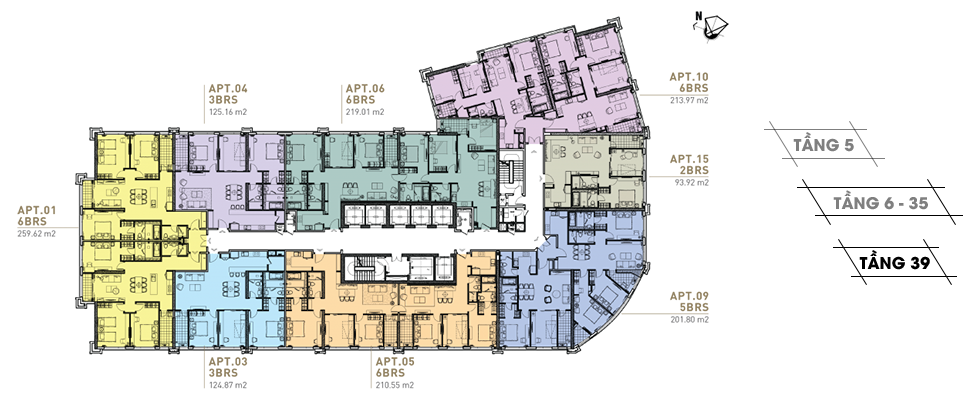 N
APT.04
3BRS
125.16 m2
APT.06
6BRS
219.01 m2
APT.10
6BRS
213.97 m2
APT.15
2BRS
93.92 m2
APT.01
6BRS
259.62 m2
APT.09
5BRS
201.80 m2
APT.03
3BRS
124.87 m2
APT.05
6BRS
210.55 m2
TẦNG 5
TẦNG 6 - 35
TẦNG 39